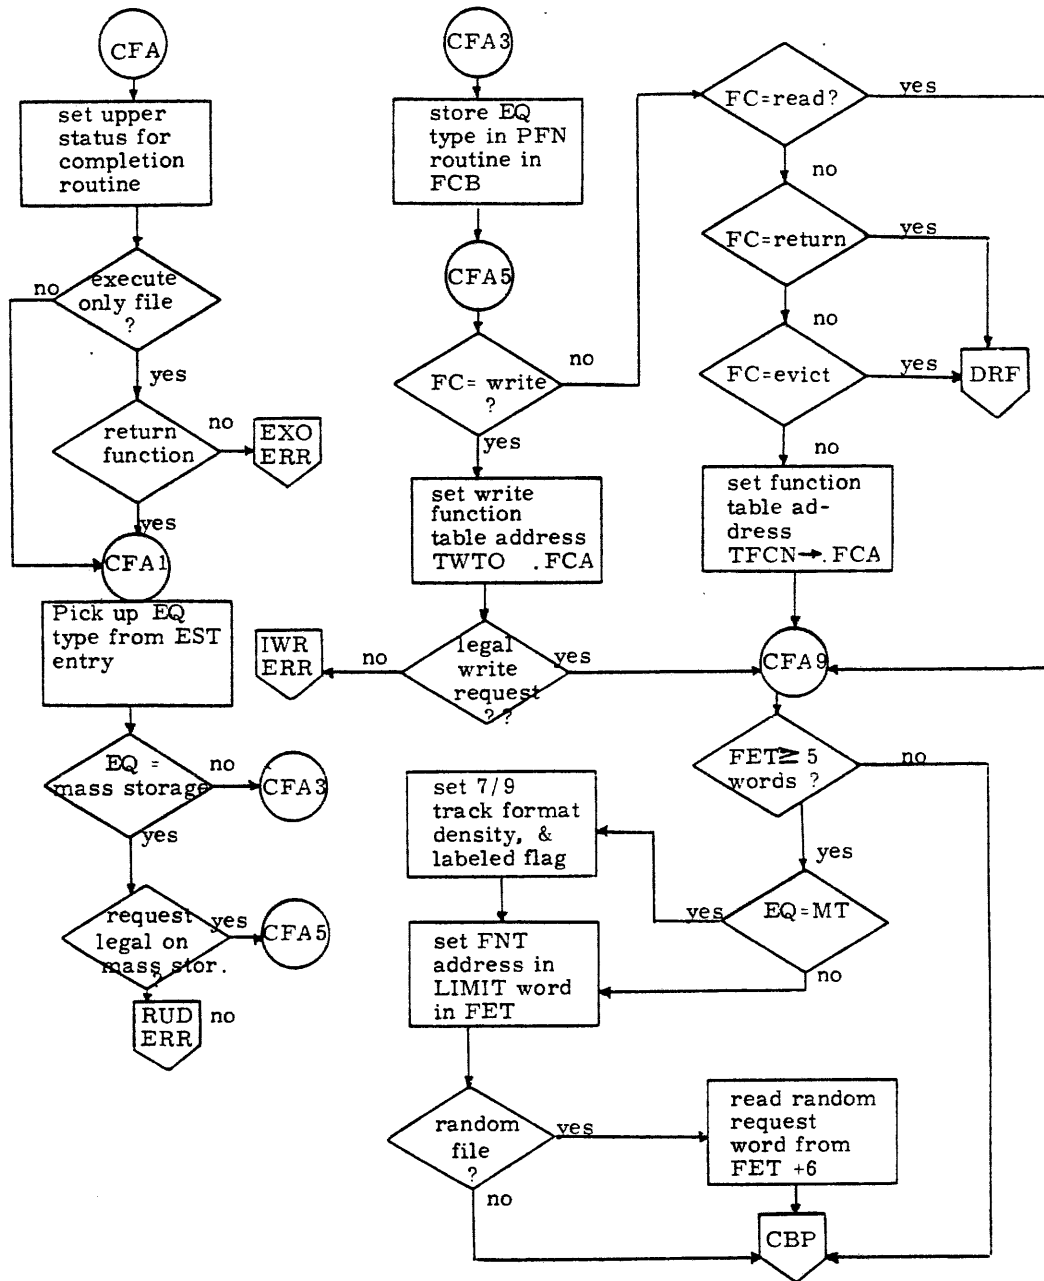 CFA
set upper
status for
completion
routine
execute
only file
?
no
yes
return
function
no
EXO
ERR
yes
CFA1
Pick up EQ
type from EST
entry
EQ =
mass storage
no
CFA3
yes
request
legal on
mass stor.
?
yes
CFA5
RUD
ERR
no
CFA3
store EQ
type in PFN
routine in
FCB
CFA5
FC= write
?
no
yes
set write
function
table address
TWTO .FCA
legal
write
request
??
no
IWR
ERR
yes
FC=read?
yes
no
FC=return
yes
no
FC=evict
yes
DRF
no
set function
table ad-
dress
TFCN→.FCA
CFA9
FET≥ 5
words ?
no
yes
EQ=MT
yes
no
set 7/9
track format
density, &
labeled flag
set FNT
address in
LIMIT word
in FET
random
file
?
yes
no
read random
request
word from
FET +6
CBP